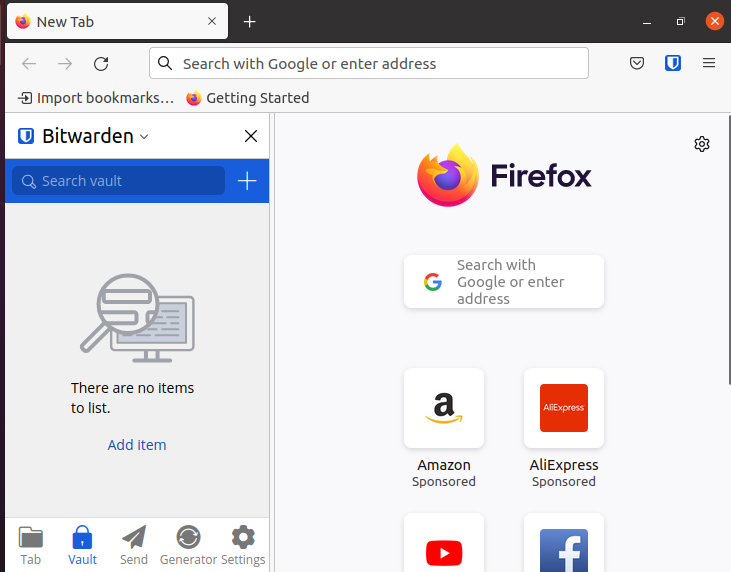 New Tab
Search with Google or enter address
Import bookmarks…
Getting Started
Bitwarden
Search vault
There are no items
to list.
Add item
Tab
Vault
Send
Generator
Settings
Firefox
Search with
Google or enter
address
a
AliExpress
Amazon
Sponsored
AliExpress
Sponsored